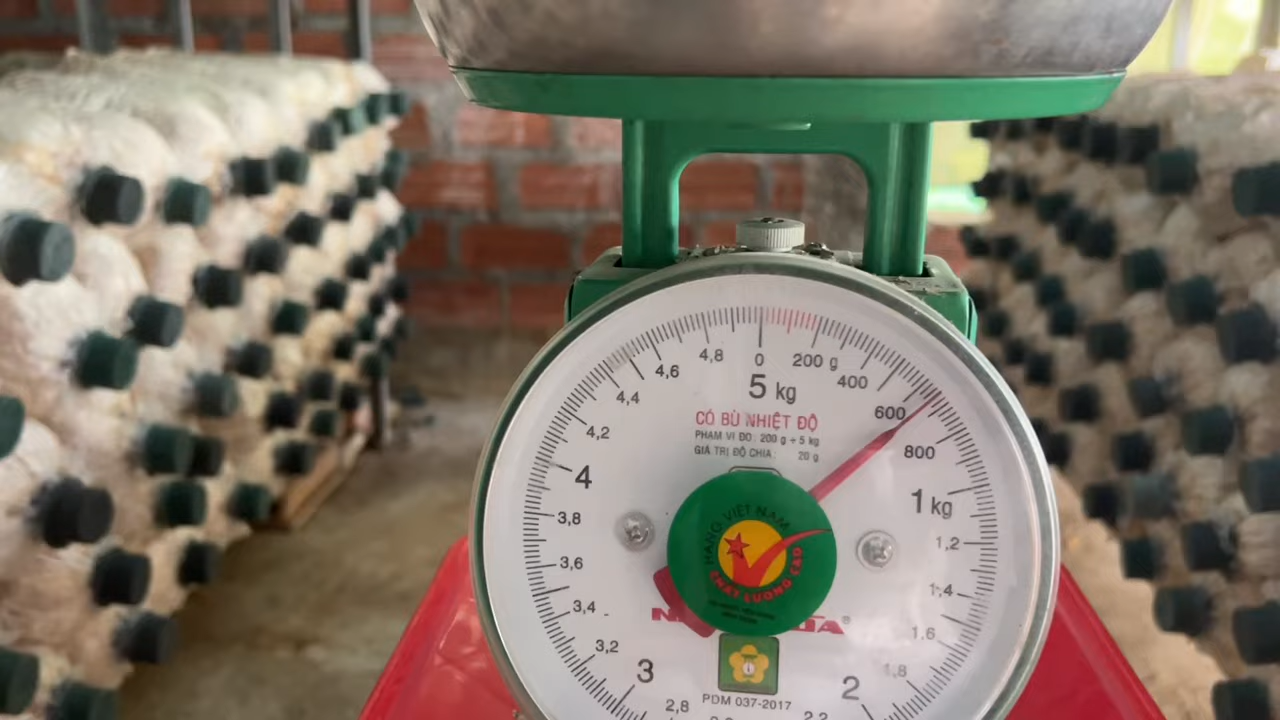 4,8
0
200 g
4,6
5 kg
400
4,4
600
CÓ BÙ NHIỆT ĐỘ
PHẠM VI ĐO: 200 g ÷ 5 kg
GIÁ TRỊ ĐỘ CHIA: 20 g
4,2
800
4
1 kg
3,8
1,2
HÀNG VIỆT NAM
CHẤT LƯỢNG CAO
3,6
1,4
3,4
1.6
3,2
1,8
3
2
PDM 037-2017
2,8
2,2